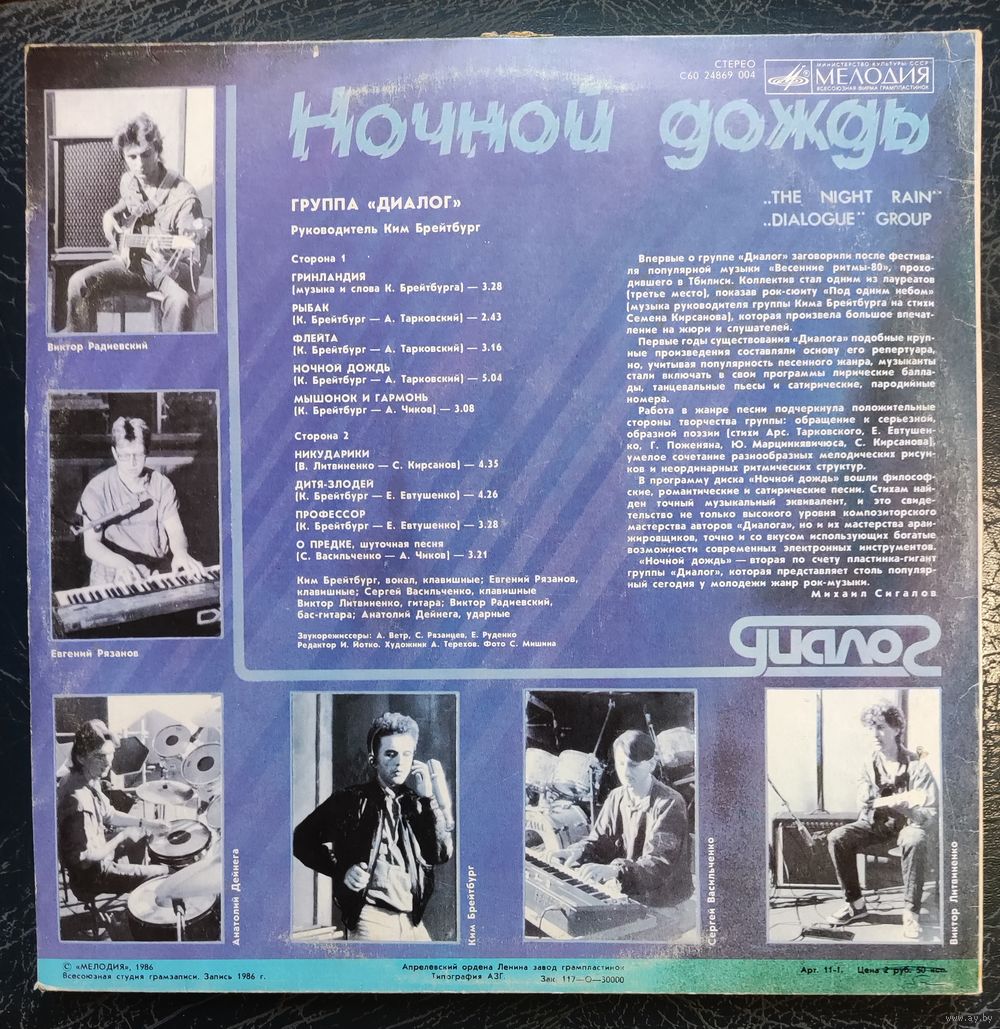 СТЕРЕО
С60 24869 004
МИНИСТЕРСТВО КУЛЬТУРЫ СССР
МЕЛОДИЯ
ВСЕСОЮЗНАЯ ФИРМА ГРАМПЛАСТИНОК
Ночной дождь
„THE NIGHT RAIN"
„DIALOGUE" GROUP
ГРУППА «ДИАЛОГ»
Руководитель Ким Брейтбург
Сторона 1
ГРИНЛАНДИЯ
(музыка и слова К. Брейтбурга) — 3.28
РЫБАК
(К. Брейтбург — А. Тарковский) — 2.43
ФЛЕЙТА
(К. Брейтбург — А. Тарковский) — 3.16
НОЧНОЙ ДОЖДЬ
(К. Брейтбург — А. Тарковский) — 5.04
МЫШОНОК И ГАРМОНЬ
(К. Брейтбург — А. Чиков) — 3.08
Сторона 2
НИКУДАРИКИ
(В. Литвиненко — С. Кирсанов) — 4.35
ДИТЯ-ЗЛОДЕЙ
(К. Брейтбург — Е. Евтушенко) — 4.26
ПРОФЕССОР
(К. Брейтбург — Е. Евтушенко) — 3.28
О ПРЕДКЕ, шуточная песня
(С. Васильченко — А. Чиков) — 3.21
Ким Брейтбург, вокал, клавишные; Евгений Рязанов,
клавишные; Сергей Васильченко, клавишные
Виктор Литвиненко, гитара; Виктор Радиевский,
бас-гитара; Анатолий Дейнега, ударные
Звукорежиссеры: А. Ветр, С. Рязанцев, Е. Руденко
Редактор И. Йотко. Художник А. Терехов. Фото С. Мишина
Впервые о группе «Диалог» заговорили после фестива-
ля популярной музыки «Весенние ритмы-80», прохо-
дившего в Тбилиси. Коллектив стал одним из лауреатов
(третье место), показав рок-сюиту «Под одним небом»
(музыка руководителя группы Кима Брейтбурга на стихи
Семена Кирсанова), которая произвела большое впечат-
ление на жюри и слушателей.
Первые годы существования «Диалога» подобные круп-
ные произведения составляли основу его репертуара,
но, учитывая популярность песенного жанра, музыканты
стали включать в свои программы лирические балла-
ды, танцевальные пьесы и сатирические, пародийные
номера.
Работа в жанре песни подчеркнула положительные
стороны творчества группы: обращение к серьезной,
образной поэзии (стихи Арс. Тарковского, Е. Евтушен-
ко, Г. Поженяна, Ю. Марцинкявичюса, С. Кирсанова),
умелое сочетание разнообразных мелодических рисун-
ков и неординарных ритмических структур.
В программу диска «Ночной дождь» вошли философ-
ские, романтические и сатирические песни. Стихам най-
ден точный музыкальный эквивалент, и это свиде-
тельство не только высокого уровня композиторского
мастерства авторов «Диалога», но и их мастерства аран-
жировщиков, точно и со вкусом использующих богатые
возможности современных электронных инструментов.
«Ночной дождь» — вторая по счету пластинка-гигант
группы «Диалог», которая представляет столь популяр-
ный сегодня у молодежи жанр рок-музыки.
Михаил Сигалов
диалог
Виктор Радиевский
Евгений Рязанов
Анатолий Дейнега
Ким Брейтбург
YAMAHA
Сергей Васильченко
Виктор Литвиненко
© «МЕЛОДИЯ», 1986
Всесоюзная студия грамзаписи. Запись 1986 г.
Апрелевский ордена Ленина завод грампластинок
Типография АЗГ. Зак. 117—О—30000
Арт. 11-1. Цена 2 руб. 50 коп.
www.ay.by